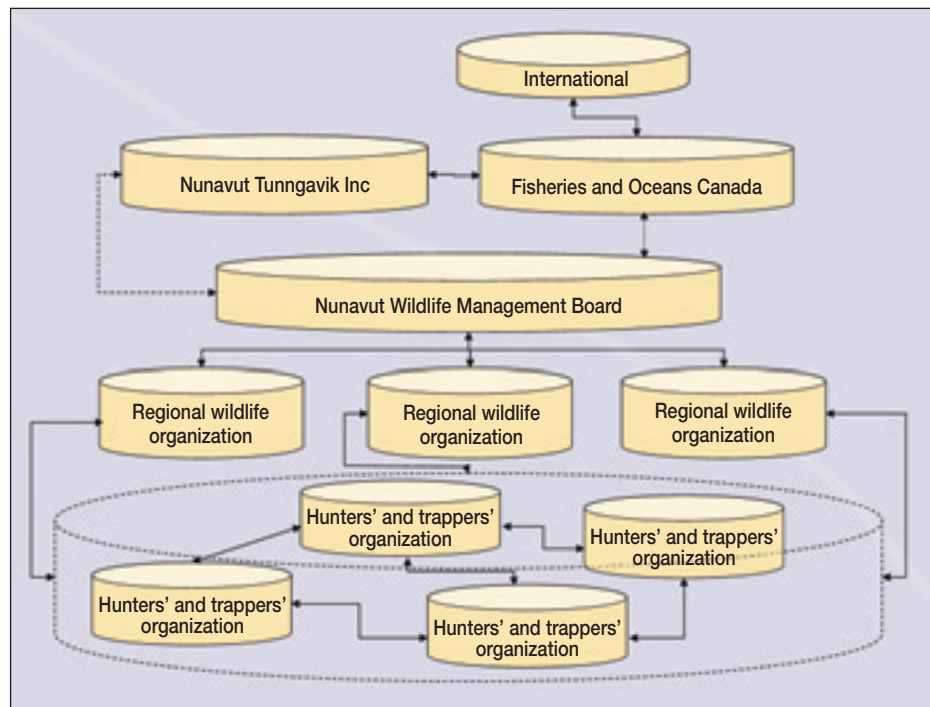 International
Nunavut Tunngavik Inc
Fisheries and Oceans Canada
Nunavut Wildlife Management Board
Regional wildlife
organization
Regional wildlife
organization
Regional wildlife
organization
Hunters’ and trappers’
organization
Hunters’ and trappers’
organization
Hunters’ and trappers’
organization
Hunters’ and trappers’
organization